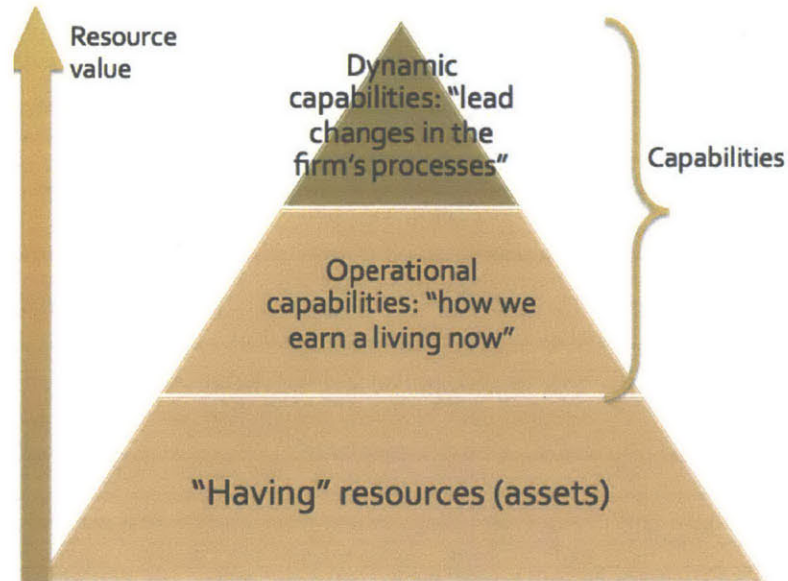 Resource
value
Dynamic
capabilities: "lead
changes in the
firm's processes"
Capabilities
Operational
capabilities: "how we
earn a living now"
"Having" resources (assets)